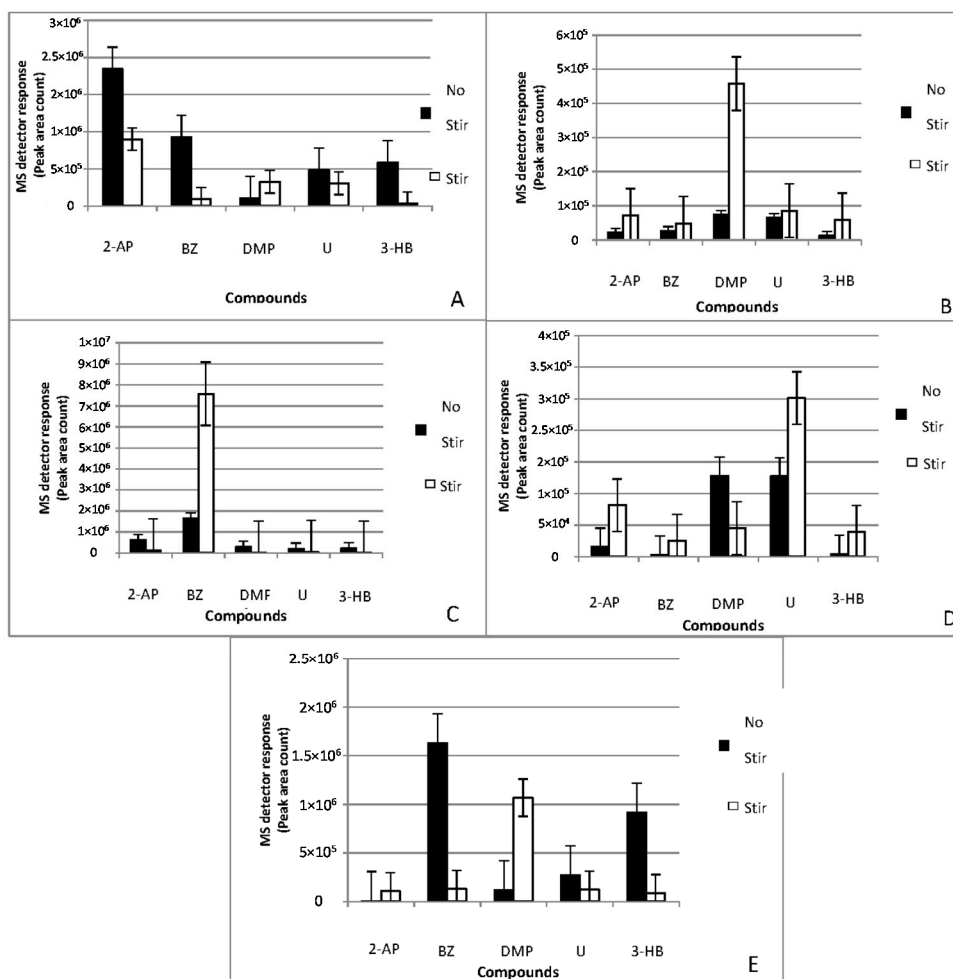 MS detector response
(Peak area count)
3×10⁶
2.5×10⁶
2×10⁶
1×10⁶
5×10⁵
0
2-AP BZ DMP U 3-HB
Compounds
No
Stir
Stir
A
MS detector response
(Peak area count)
6×10⁵
5×10⁵
4×10⁵
3×10⁵
2×10⁵
1×10⁵
0
2-AP BZ DMP U 3-HB
Compounds
No
Stir
Stir
B
MS detector response
(Peak area count)
1×10⁷
9×10⁶
8×10⁶
7×10⁶
6×10⁶
5×10⁶
4×10⁶
3×10⁶
2×10⁶
1×10⁶
0
2-AP BZ DMF U 3-HB
Compounds
No
Stir
Stir
C
MS detector response
(Peak area count)
4×10⁵
3.5×10⁵
3×10⁵
2.5×10⁵
2×10⁵
1×10⁵
5×10⁴
0
2-AP BZ DMP U 3-HB
Compounds
No
Stir
Stir
D
MS detector response
(Peak area count)
2.5×10⁶
2×10⁶
1.5×10⁶
1×10⁶
5×10⁵
0
2-AP BZ DMP U 3-HB
Compounds
No
Stir
Stir
E